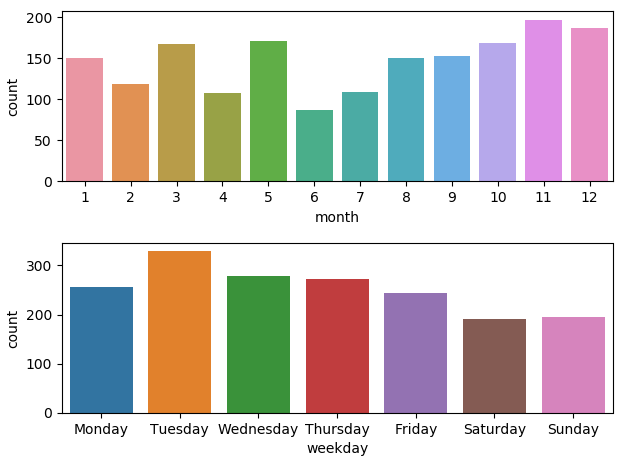 200
150
100
50
0
count
1 2 3 4 5 6 7 8 9 10 11 12
month
300
200
100
0
count
Monday Tuesday Wednesday Thursday Friday Saturday Sunday
weekday